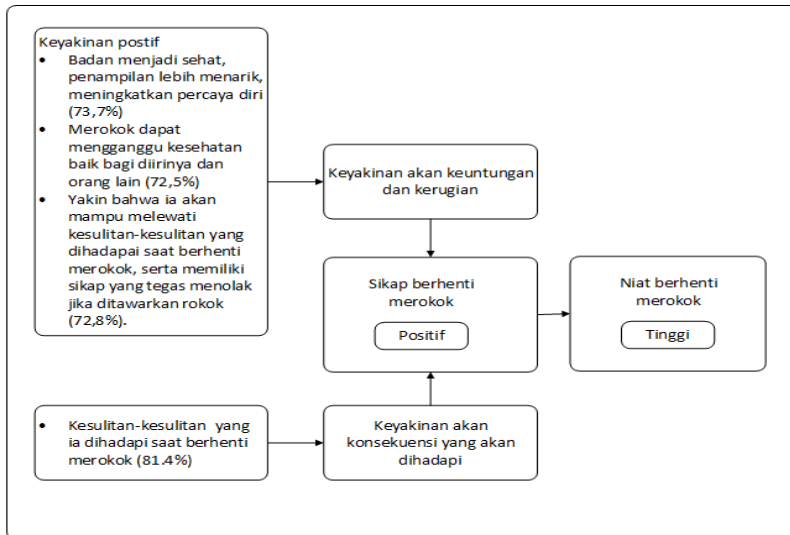 Keyakinan postif
• Badan menjadi sehat,
penampilan lebih menarik,
meningkatkan percaya diri
(73,7%)
• Merokok dapat
mengganggu kesehatan
baik bagi diirinya dan
orang lain (72,5%)
• Yakin bahwa ia akan
mampu melewati
kesulitan-kesulitan yang
dihadapai saat berhenti
merokok, serta memiliki
sikap yang tegas menolak
jika ditawarkan rokok
(72,8%).
Keyakinan akan keuntungan
dan kerugian
Sikap berhenti
merokok
Positif
Niat berhenti
merokok
Tinggi
• Kesulitan-kesulitan yang
ia dihadapi saat berhenti
merokok (81.4%)
Keyakinan akan
konsekuensi yang akan
dihadapi